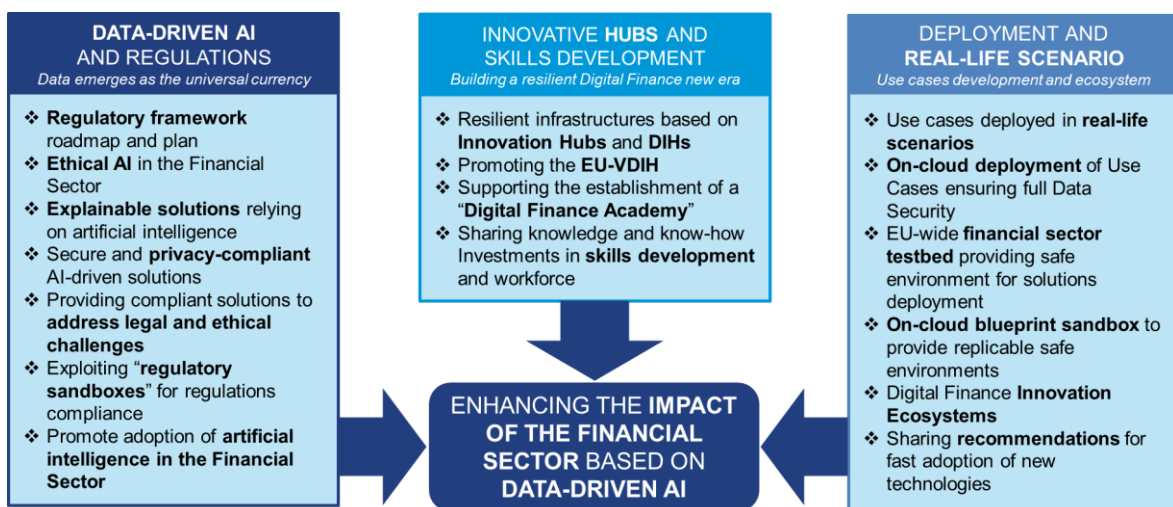 DATA-DRIVEN AI
AND REGULATIONS
Data emerges as the universal currency
❖ Regulatory framework
roadmap and plan
❖ Ethical AI in the Financial
Sector
❖ Explainable solutions relying
on artificial intelligence
❖ Secure and privacy-compliant
AI-driven solutions
❖ Providing compliant solutions to
address legal and ethical
challenges
❖ Exploiting “regulatory
sandboxes” for regulations
compliance
❖ Promote adoption of artificial
intelligence in the Financial
Sector
INNOVATIVE HUBS AND
SKILLS DEVELOPMENT
Building a resilient Digital Finance new era
❖ Resilient infrastructures based on
Innovation Hubs and DIHs
❖ Promoting the EU-VDIH
❖ Supporting the establishment of a
“Digital Finance Academy”
❖ Sharing knowledge and know-how
Investments in skills development
and workforce
DEPLOYMENT AND
REAL-LIFE SCENARIO
Use cases development and ecosystem
❖ Use cases deployed in real-life
scenarios
❖ On-cloud deployment of Use
Cases ensuring full Data
Security
❖ EU-wide financial sector
testbed providing safe
environment for solutions
deployment
❖ On-cloud blueprint sandbox to
provide replicable safe
environments
❖ Digital Finance Innovation
Ecosystems
❖ Sharing recommendations for
fast adoption of new
technologies
ENHANCING THE IMPACT
OF THE FINANCIAL
SECTOR BASED ON
DATA-DRIVEN AI